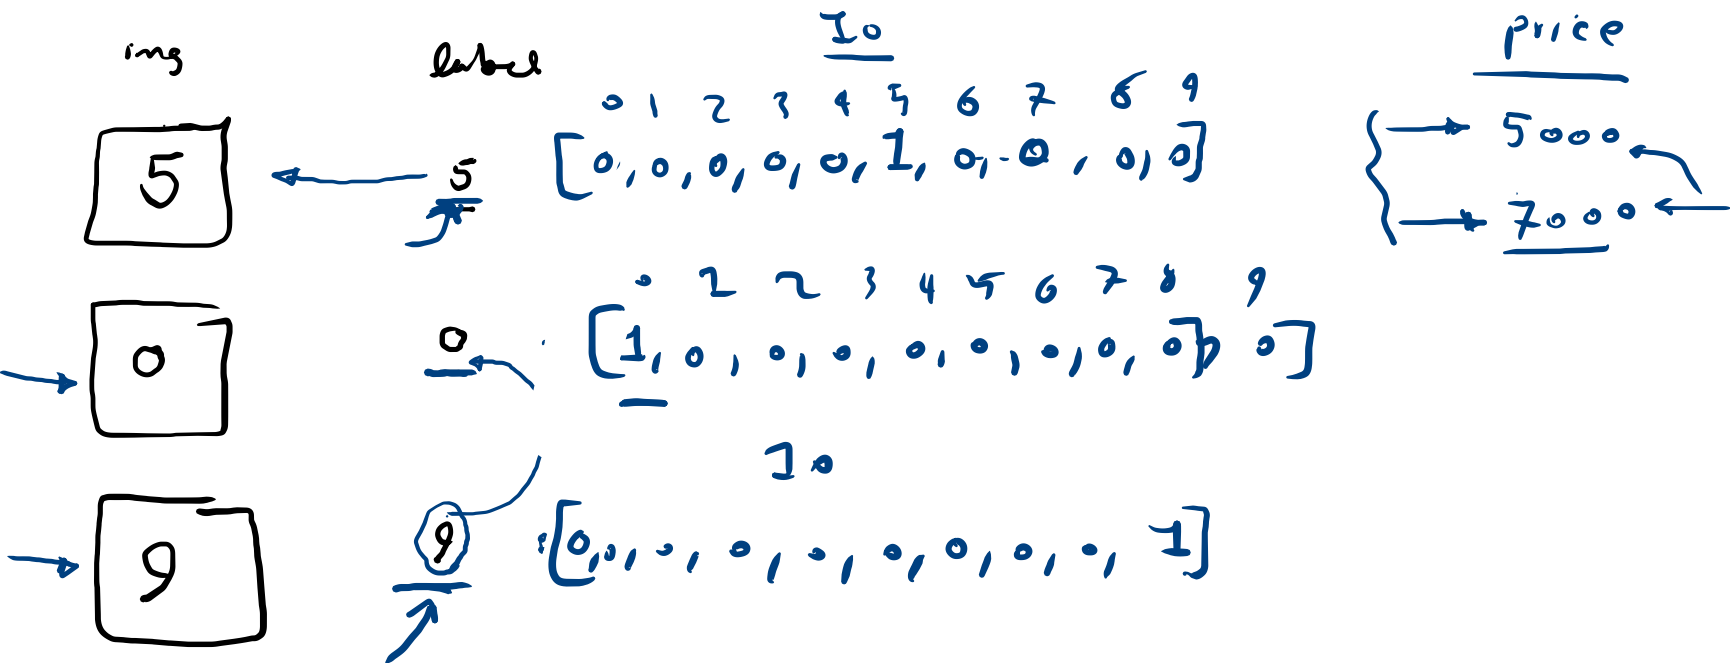 img label 10 price
0 1 2 3 4 5 6 7 8 9
5 5 [0, 0, 0, 0, 0, 1, 0, 0, 0, 0] 5000
7000
0 1 2 3 4 5 6 7 8 9
0 0 [1, 0, 0, 0, 0, 0, 0, 0, 0] 0]
10
9 9 [0, 0, 0, 0, 0, 0, 0, 0, 0, 1]